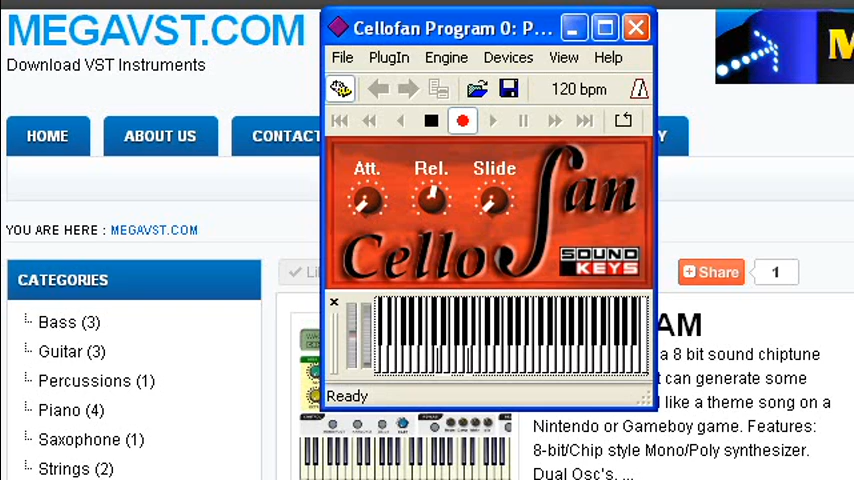 MEGAVST.COM
Download VST Instruments
HOME
ABOUT US
CONTACT
Y
YOU ARE HERE : MEGAVST.COM
CATEGORIES
Bass (3)
Guitar (3)
Percussions (1)
Piano (4)
Saxophone (1)
Strings (2)
Cellofan Program 0: P...
File PlugIn Engine Devices View Help
120 bpm
Att. Rel. Slide
Cellofan
SOUND
KEYS
Ready
Li
Share 1
AM
a 8 bit sound chiptune
t can generate some
like a theme song on a
Nintendo or Gameboy game. Features:
8-bit/Chip style Mono/Poly synthesizer.
Dual Osc's, ...